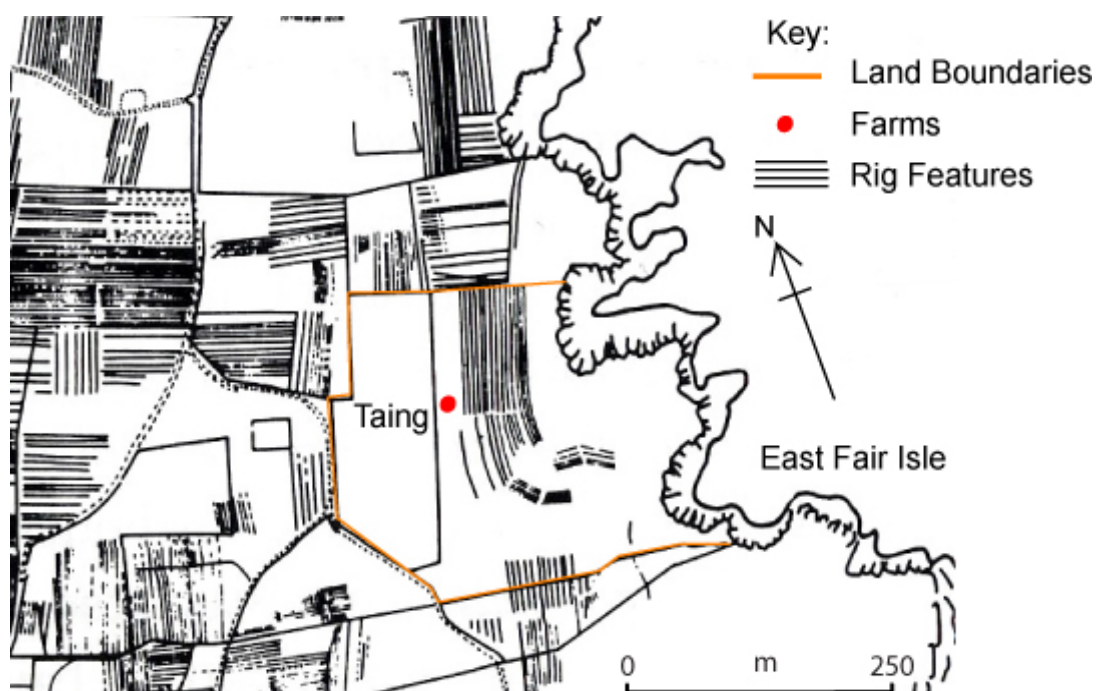 Key:
Land Boundaries
Farms
Rig Features
N
Taing
East Fair Isle
0 m 250